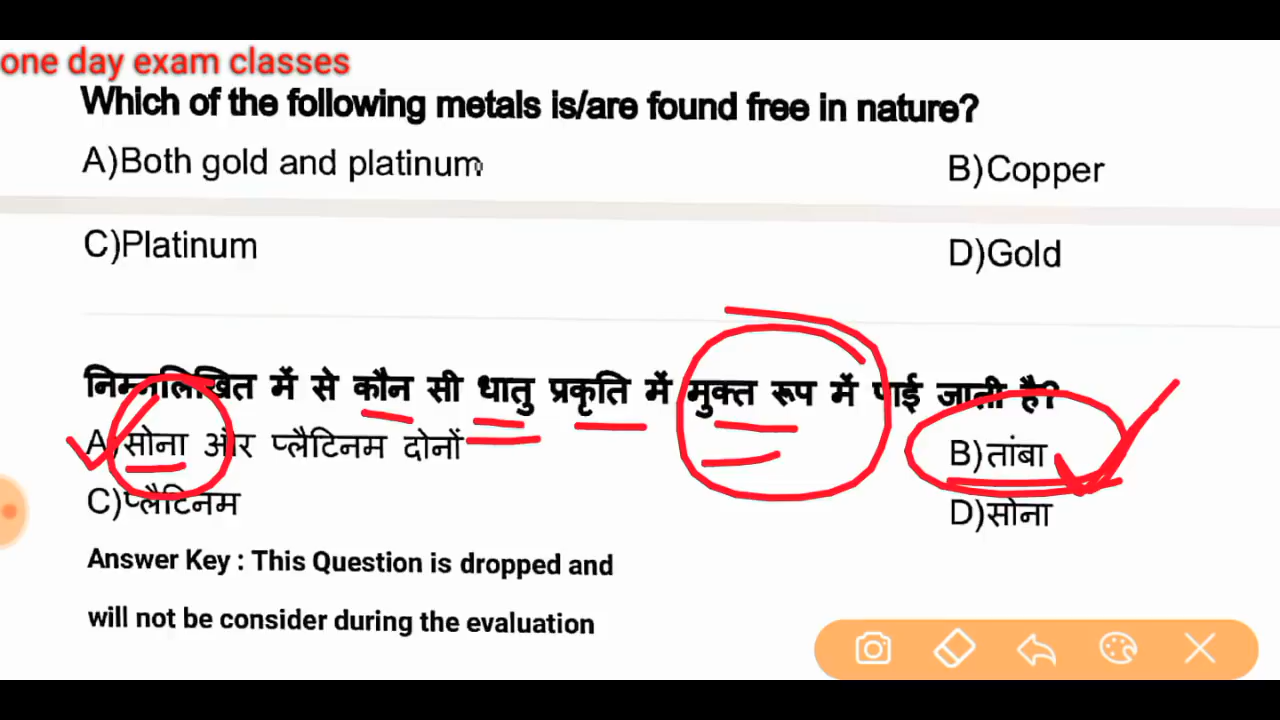 one day exam classes
Which of the following metals is/are found free in nature?
A)Both gold and platinum
B)Copper
C)Platinum
D)Gold
निम्नलिखित में से कौन सी धातु प्रकृति में मुक्त रूप में पाई जाती है?
A)सोना और प्लैटिनम दोनों
B)तांबा
C)प्लैटिनम
D)सोना
Answer Key : This Question is dropped and
will not be consider during the evaluation